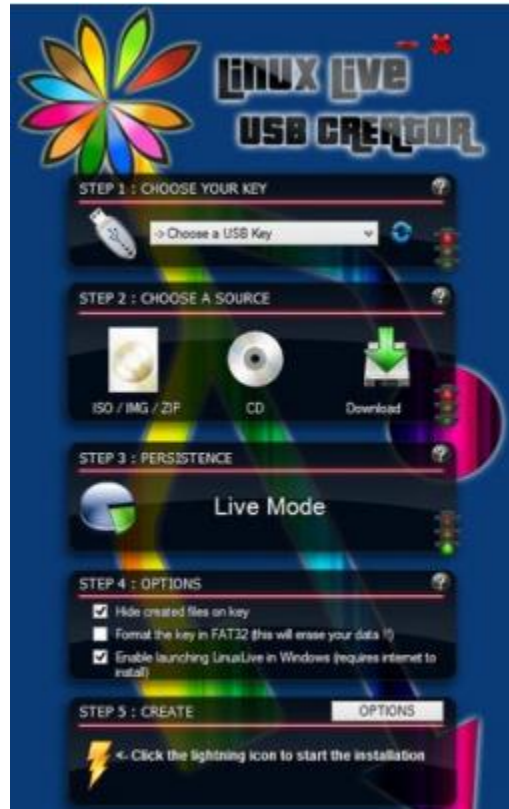 Linux Live
USB CREATOR
STEP 1 : CHOOSE YOUR KEY
-> Choose a USB Key
STEP 2 : CHOOSE A SOURCE
ISO / IMG / ZIP
CD
Download
STEP 3 : PERSISTENCE
Live Mode
STEP 4 : OPTIONS
Hide created files on key
Format the key in FAT32 (this will erase your data !!)
Enable launching LinuxLive in Windows (requires internet to
install)
STEP 5 : CREATE
OPTIONS
<- Click the lightning icon to start the installation